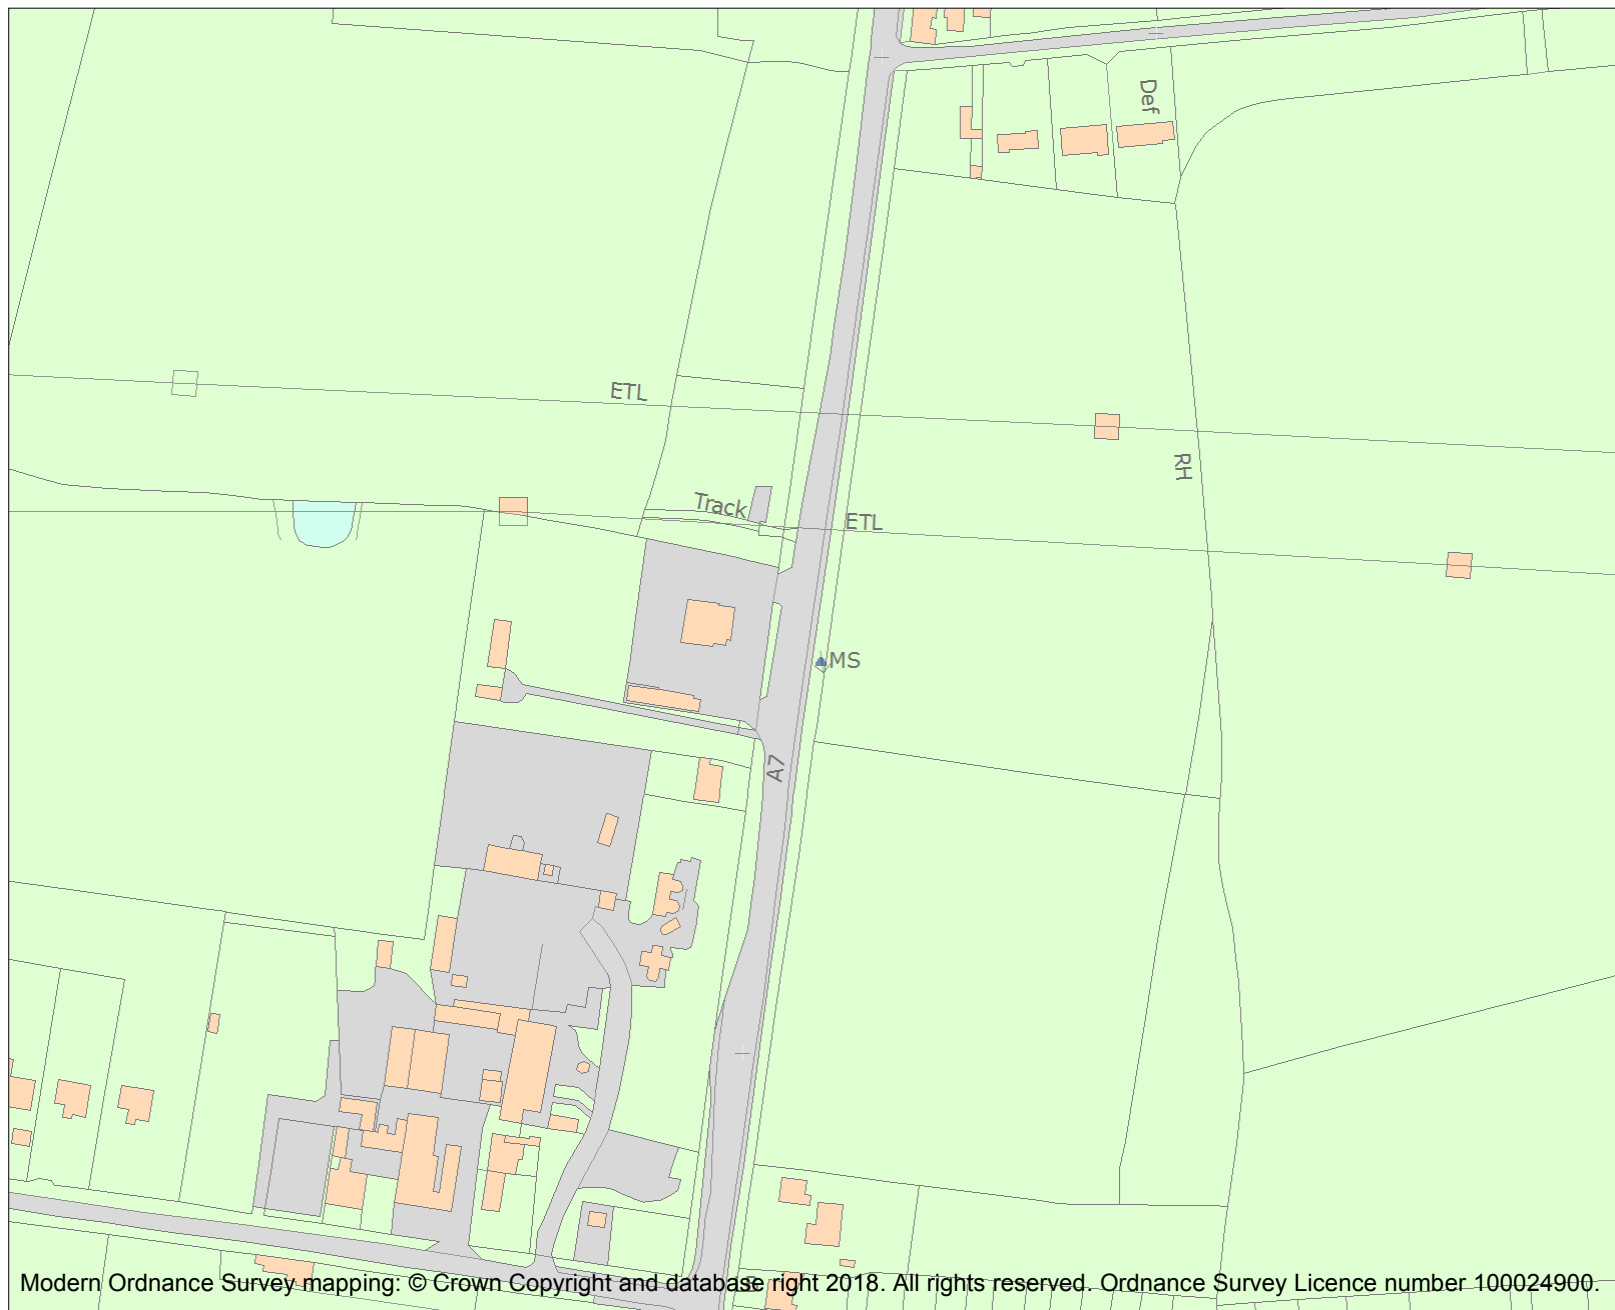 Def
ETL
RH
Track
ETL
MS
A7
Modern Ordnance Survey mapping: © Crown Copyright and database right 2018. All rights reserved. Ordnance Survey Licence number 100024900.